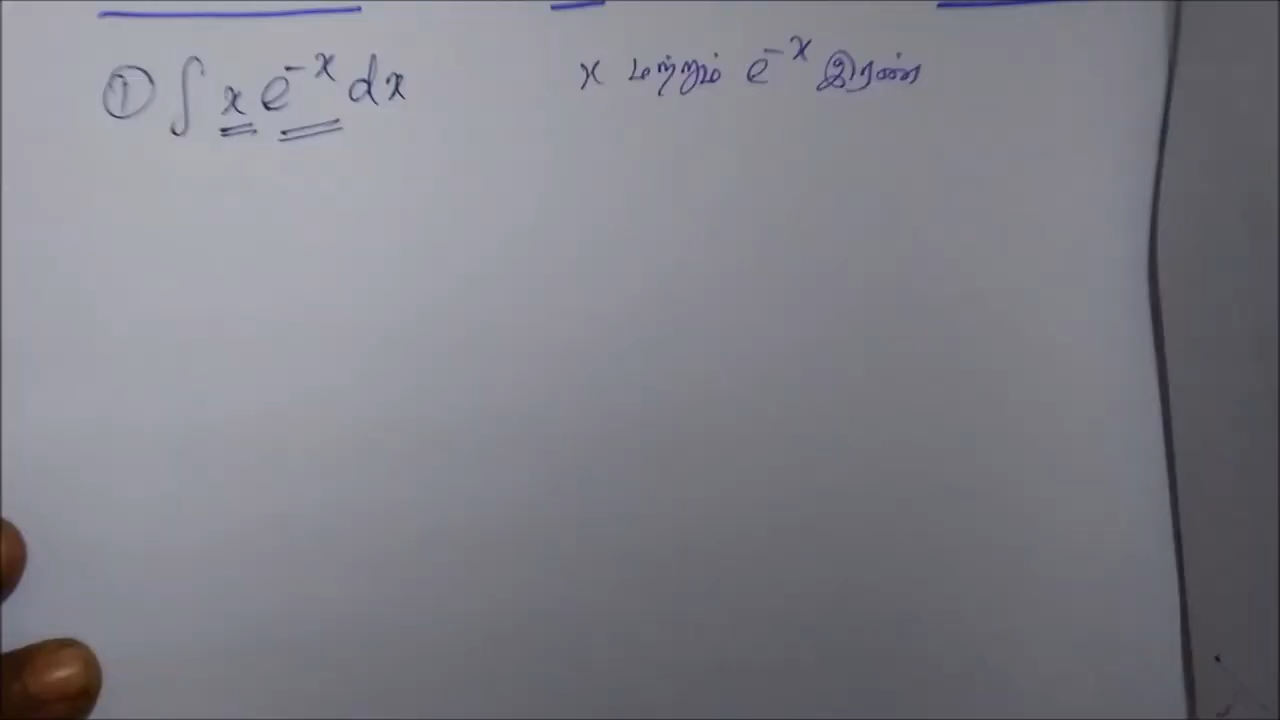 ① ∫ x e^{-x} dx
x மற்றும் e^{-x} இரண்